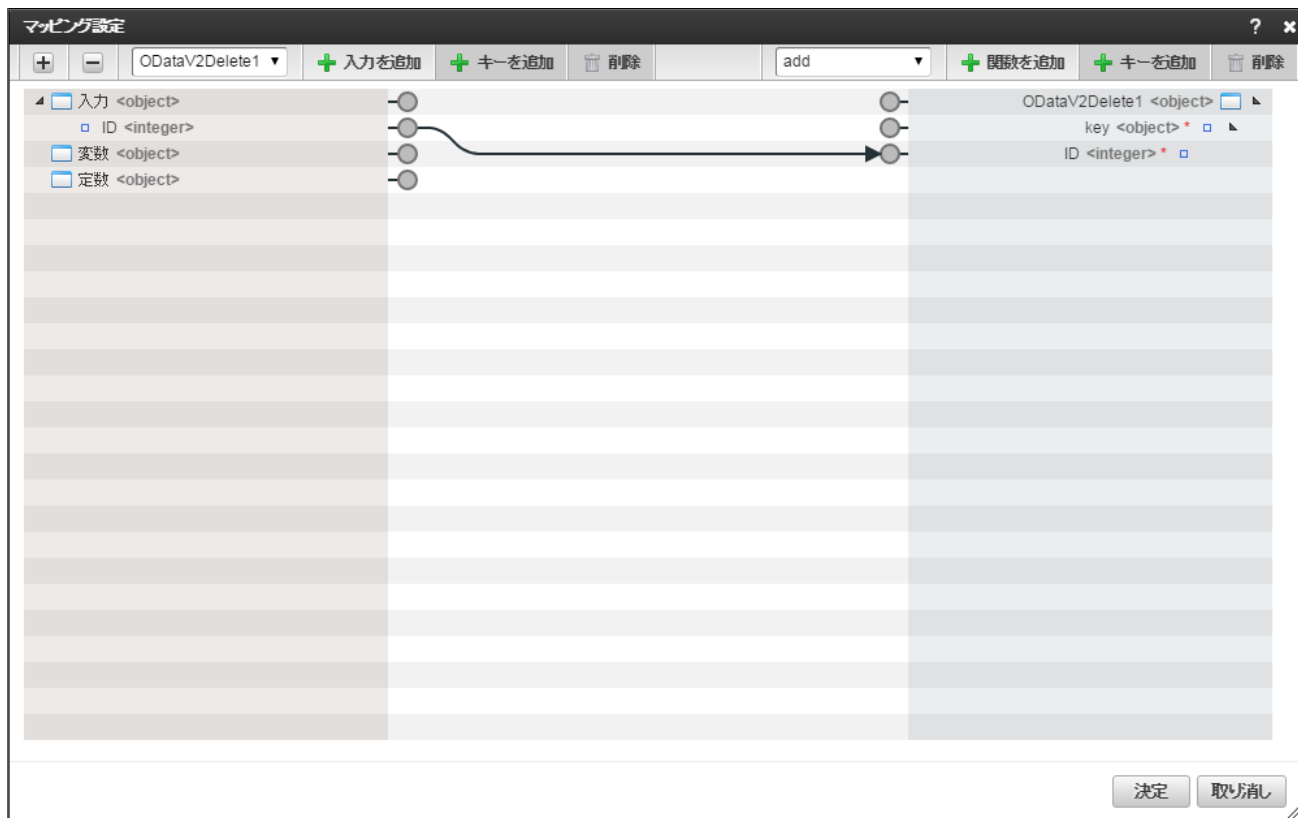 マッピング設定 ?
ODataV2Delete1 入力を追加 キーを追加 削除 add 関数を追加 キーを追加 削除
入力 <object> ODataV2Delete1 <object>
ID <integer> key <object> *
変数 <object> ID <integer> *
定数 <object>
決定 取り消し